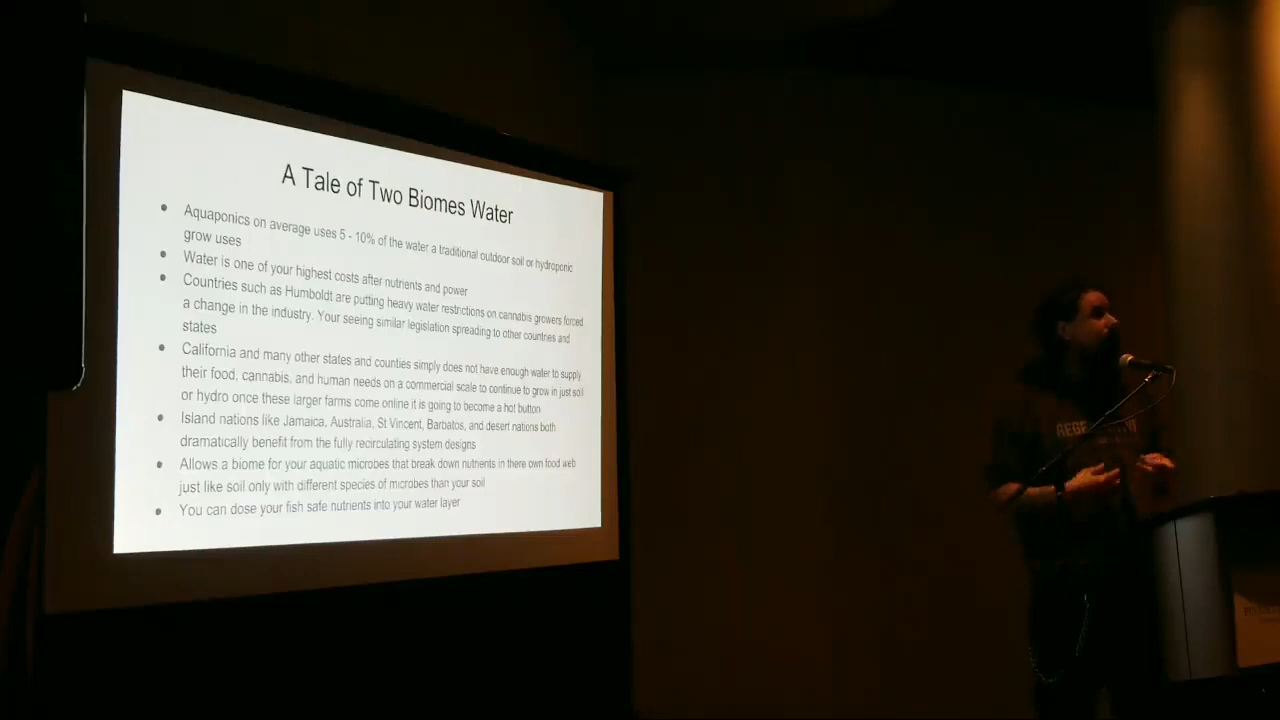 A Tale of Two Biomes Water
● Aquaponics on average uses 5 - 10% of the water a traditional outdoor soil or hydroponic
grow uses
● Water is one of your highest costs after nutrients and power
● Countries such as Humboldt are putting heavy water restrictions on cannabis growers forced
a change in the industry. Your seeing similar legislation spreading to other countries and
states
● California and many other states and counties simply does not have enough water to supply
their food, cannabis, and human needs on a commercial scale to continue to grow in just soil
or hydro once these larger farms come online it is going to become a hot button
● Island nations like Jamaica, Australia, St Vincent, Barbatos, and desert nations both
dramatically benefit from the fully recirculating system designs
● Allows a biome for your aquatic microbes that break down nutrients in there own food web
just like soil only with different species of microbes than your soil
● You can dose your fish safe nutrients into your water layer